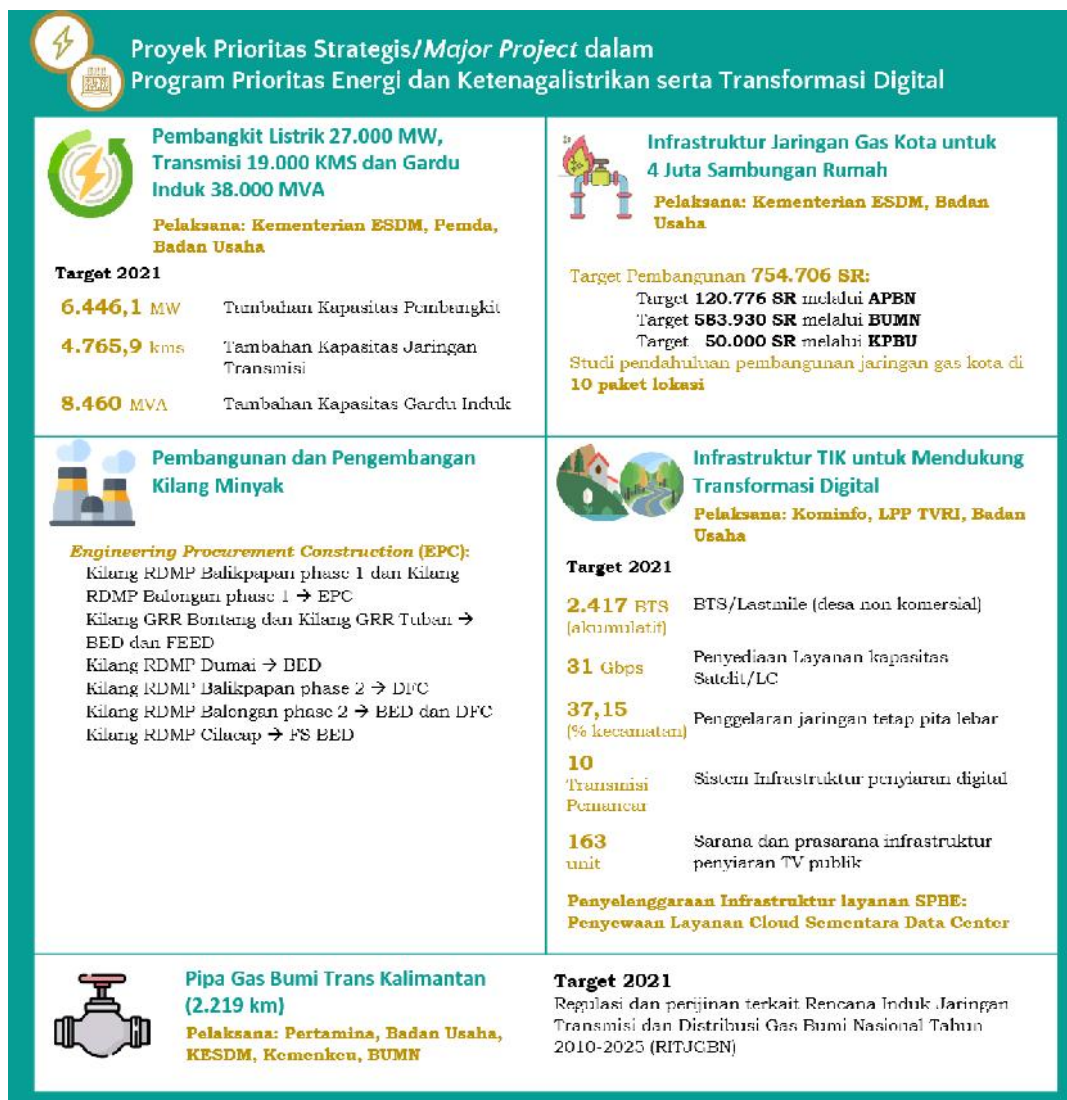 Proyek Prioritas Strategis/Major Project dalam
Program Prioritas Energi dan Ketenagalistrikan serta Transformasi Digital
Pembangkit Listrik 27.000 MW,
Transmisi 19.000 KMS dan Gardu
Induk 38.000 MVA
Pelaksana: Kementerian ESDM, Pemda,
Badan Usaha
Target 2021
6.446,1 MW Tambahan Kapasitas Pembangkit
4.765,9 kms Tambahan Kapasitas Jaringan
Transmisi
8.460 MVA Tambahan Kapasitas Gardu Induk
Infrastruktur Jaringan Gas Kota untuk
4 Juta Sambungan Rumah
Pelaksana: Kementerian ESDM, Badan
Usaha
Target Pembangunan 754.706 SR:
Target 120.776 SR melalui APBN
Target 583.930 SR melalui BUMN
Target 50.000 SR melalui KPBU
Studi pendahuluan pembangunan jaringan gas kota di
10 paket lokasi
Pembangunan dan Pengembangan
Kilang Minyak
Engineering Procurement Construction (EPC):
Kilang RDMP Balikpapan phase 1 dan Kilang
RDMP Balongan phase 1 → EPC
Kilang GRR Bontang dan Kilang GRR Tuban →
BED dan FEED
Kilang RDMP Dumai → BED
Kilang RDMP Balikpapan phase 2 → DFC
Kilang RDMP Balongan phase 2 → BED dan DFC
Kilang RDMP Cilacap → FS BED
Infrastruktur TIK untuk Mendukung
Transformasi Digital
Pelaksana: Kominfo, LPP TVRI, Badan
Usaha
Target 2021
2.417 BTS BTS/Lastmile (desa non komersial)
(akumulatif)
31 Gbps Penyediaan Layanan kapasitas
Satelit/LC
37,15 Penggelaran jaringan tetap pita lebar
(% kecamatan)
10 Sistem Infrastruktur penyiaran digital
Transmisi
Pemancar
163 Sarana dan prasarana infrastruktur
unit penyiaran TV publik
Penyelenggaraan Infrastruktur layanan SPBE:
Penyewaan Layanan Cloud Sementara Data Center
Pipa Gas Bumi Trans Kalimantan
(2.219 km)
Pelaksana: Pertamina, Badan Usaha,
KESDM, Kemenkeu, BUMN
Target 2021
Regulasi dan perijinan terkait Rencana Induk Jaringan
Transmisi dan Distribusi Gas Bumi Nasional Tahun
2010-2025 (RITJGBN)